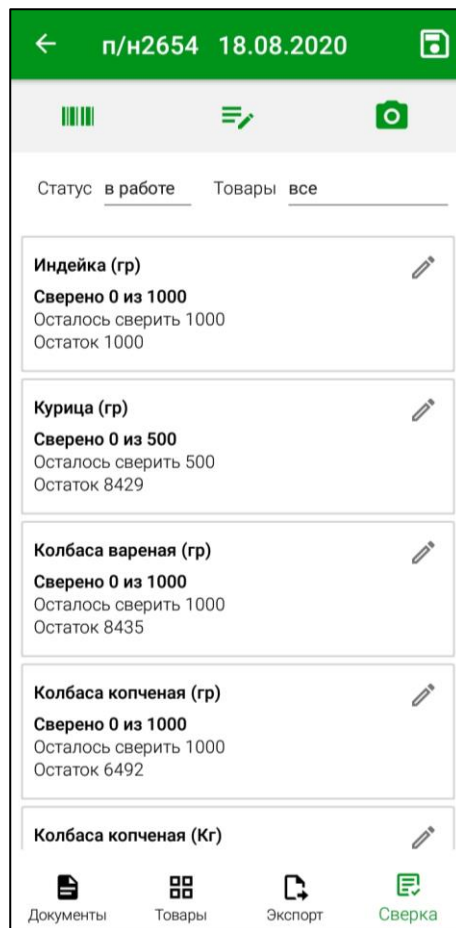 п/н2654 18.08.2020
Статус в работе Товары все
Индейка (гр)
Сверено 0 из 1000
Осталось сверить 1000
Остаток 1000
Курица (гр)
Сверено 0 из 500
Осталось сверить 500
Остаток 8429
Колбаса вареная (гр)
Сверено 0 из 1000
Осталось сверить 1000
Остаток 8435
Колбаса копченая (гр)
Сверено 0 из 1000
Осталось сверить 1000
Остаток 6492
Колбаса копченая (Кг)
Документы Товары Экспорт Сверка